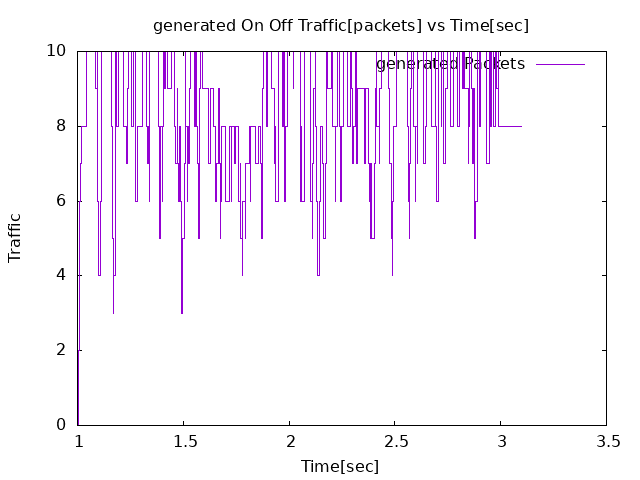 generated On Off Traffic[packets] vs Time[sec]
generated Packets
10
8
6
4
2
0
Traffic
1 1.5 2 2.5 3 3.5
Time[sec]